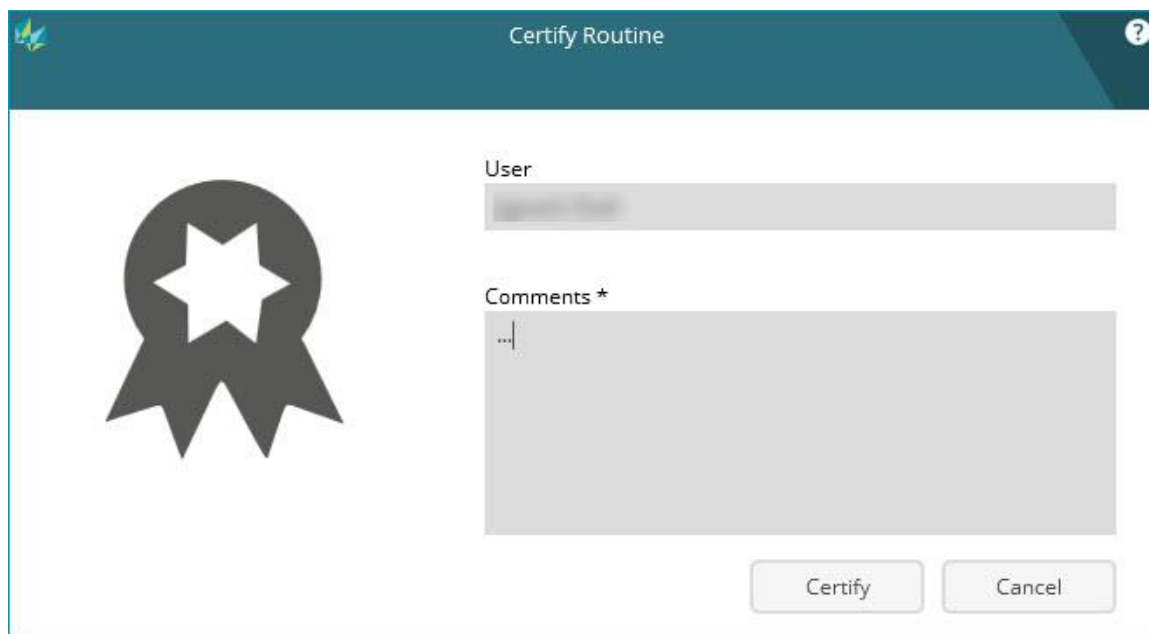 Certify Routine
?
User
Comments *
...
Certify
Cancel